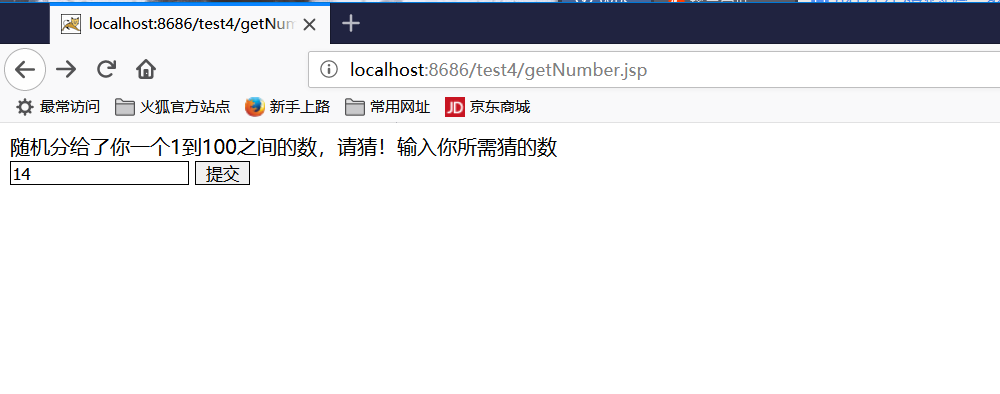 localhost:8686/test4/getNum
localhost:8686/test4/getNumber.jsp
最常访问 火狐官方站点 新手上路 常用网址 JD 京东商城
随机分给了你一个1到100之间的数，请猜！输入你所需猜的数
14 提交